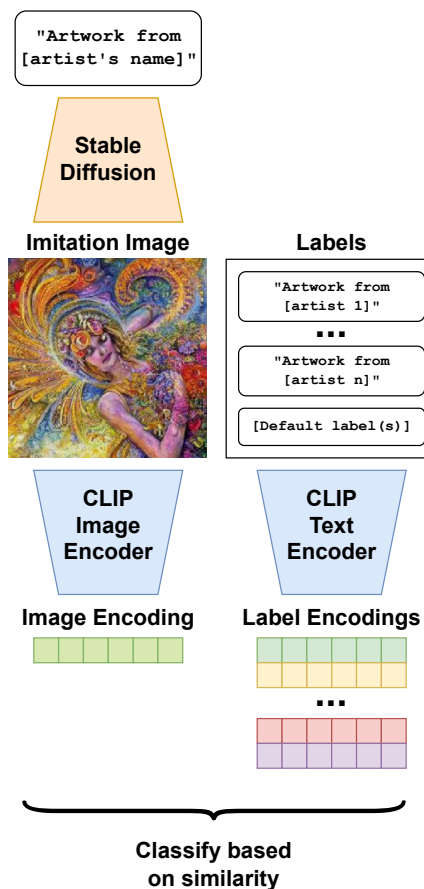 "Artwork from
[artist's name]"
Stable
Diffusion
Imitation Image
Labels
"Artwork from
[artist 1]"
...
"Artwork from
[artist n]"
[Default label(s)]
CLIP
Image
Encoder
CLIP
Text
Encoder
Image Encoding
Label Encodings
...
Classify based
on similarity